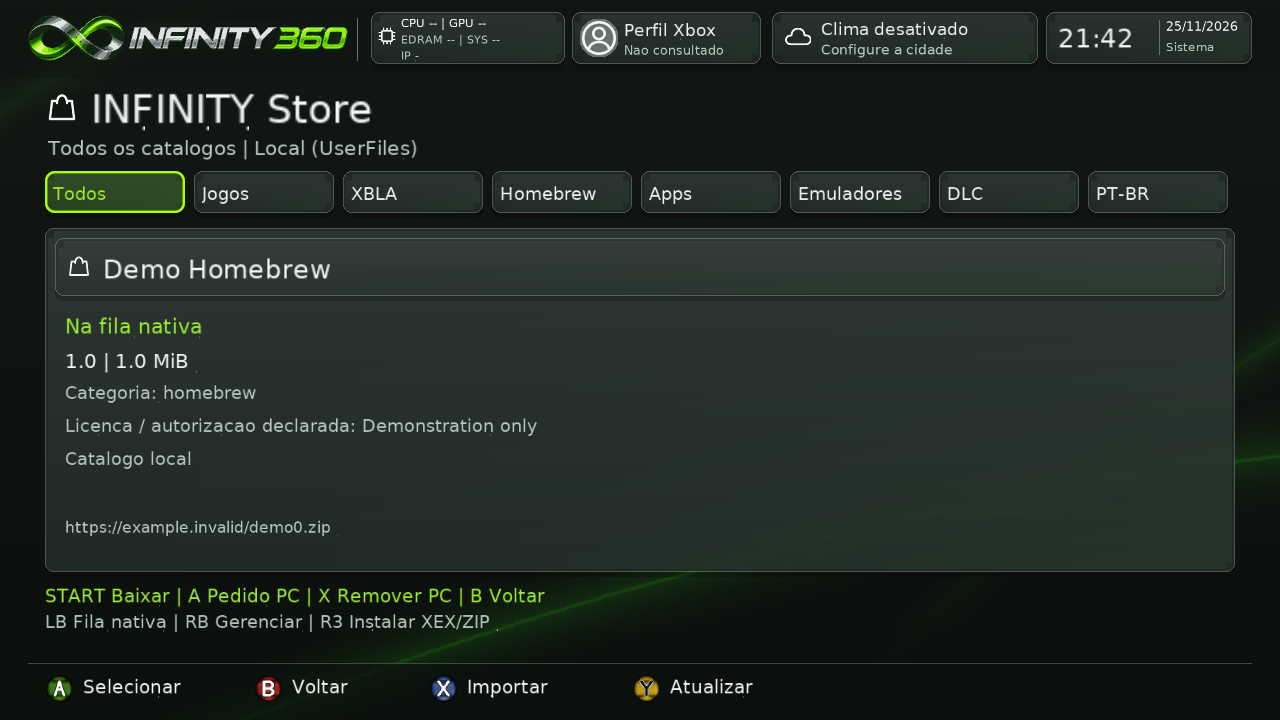 INFINITY 360
CPU -- | GPU --
EDRAM -- | SYS --
IP -
Perfil Xbox
Nao consultado
Clima desativado
Configure a cidade
21:42
25/11/2026
Sistema
INFINITY Store
Todos os catalogos | Local (UserFiles)
Todos
Jogos
XBLA
Homebrew
Apps
Emuladores
DLC
PT-BR
Demo Homebrew
Na fila nativa
1.0 | 1.0 MiB
Categoria: homebrew
Licenca / autorizacao declarada: Demonstration only
Catalogo local
https://example.invalid/demo0.zip
START Baixar | A Pedido PC | X Remover PC | B Voltar
LB Fila nativa | RB Gerenciar | R3 Instalar XEX/ZIP
A Selecionar
B Voltar
X Importar
Y Atualizar